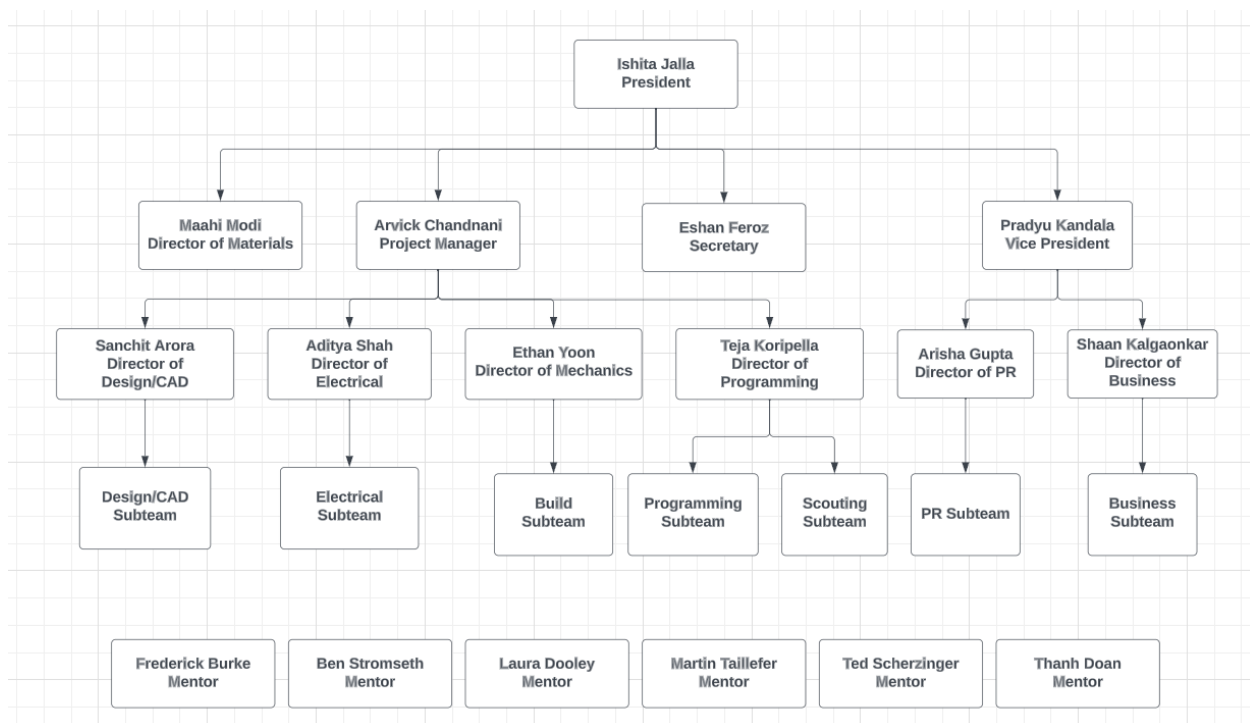 Ishita Jalla
President
Maahi Modi
Director of Materials
Arvick Chandnani
Project Manager
Eshan Feroz
Secretary
Pradyu Kandala
Vice President
Sanchit Arora
Director of
Design/CAD
Aditya Shah
Director of
Electrical
Ethan Yoon
Director of Mechanics
Teja Koripella
Director of
Programming
Arisha Gupta
Director of PR
Shaan Kalgaonkar
Director of
Business
Design/CAD
Subteam
Electrical
Subteam
Build
Subteam
Programming
Subteam
Scouting
Subteam
PR Subteam
Business
Subteam
Frederick Burke
Mentor
Ben Stromseth
Mentor
Laura Dooley
Mentor
Martin Taillefer
Mentor
Ted Scherzinger
Mentor
Thanh Doan
Mentor